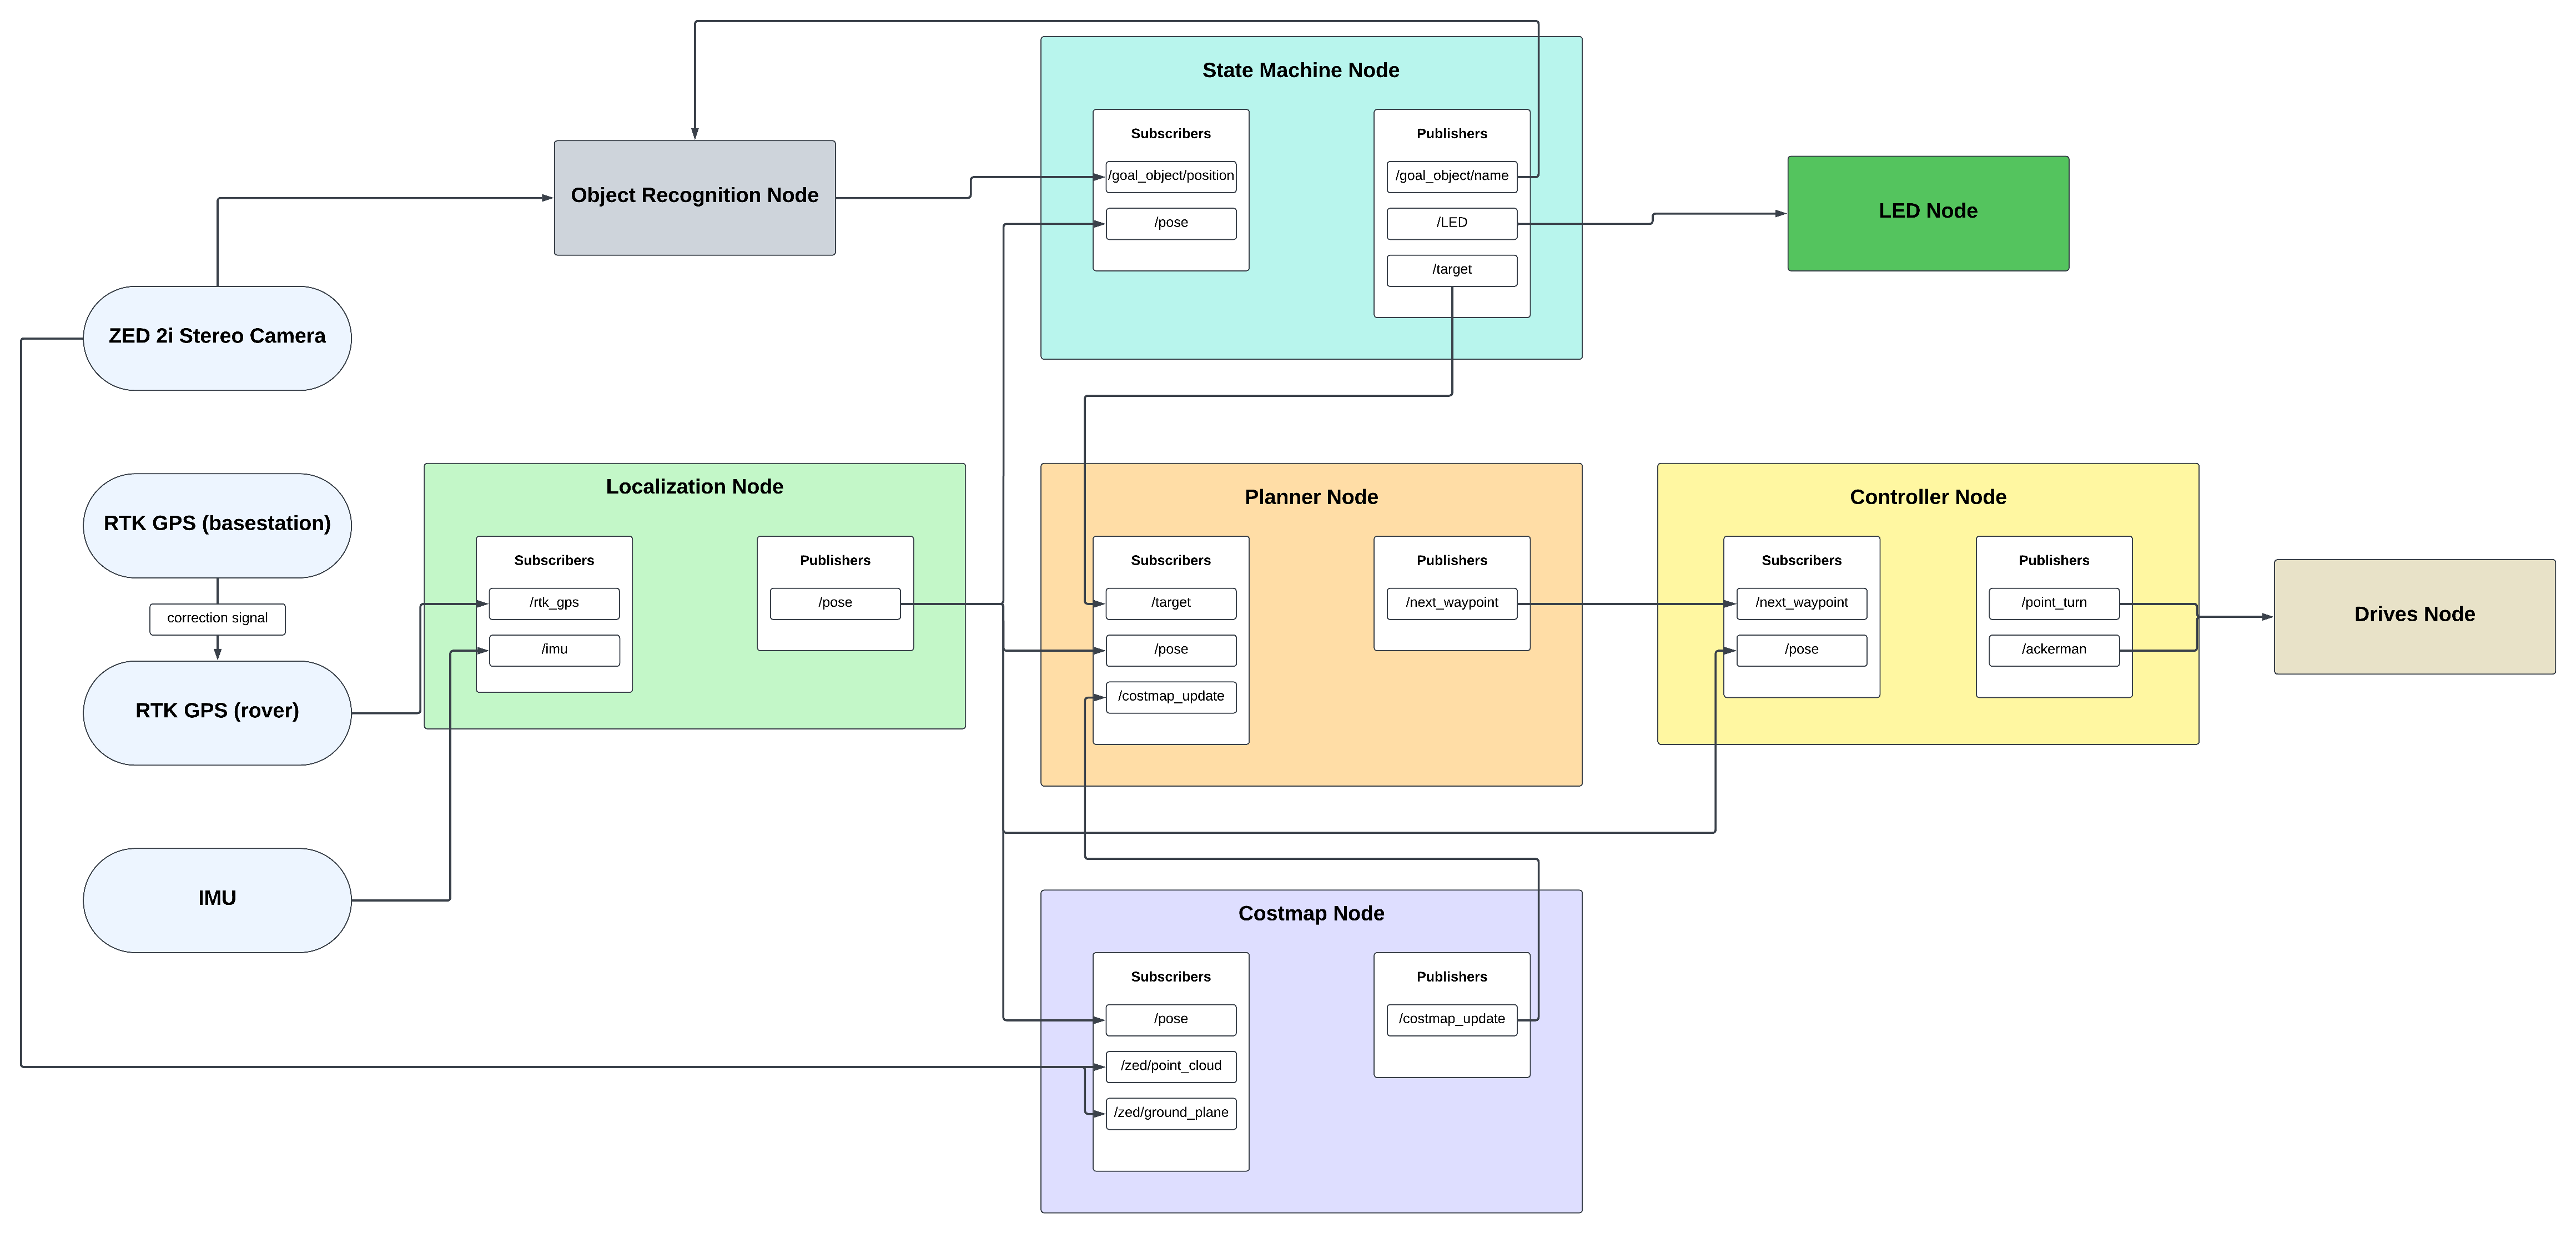 State Machine Node
Subscribers
/goal_object/position
/pose
Publishers
/goal_object/name
/LED
/target
Object Recognition Node
LED Node
ZED 2i Stereo Camera
RTK GPS (basestation)
correction signal
RTK GPS (rover)
IMU
Localization Node
Subscribers
/rtk_gps
/imu
Publishers
/pose
Planner Node
Subscribers
/target
/pose
/costmap_update
Publishers
/next_waypoint
Controller Node
Subscribers
/next_waypoint
/pose
Publishers
/point_turn
/ackerman
Drives Node
Costmap Node
Subscribers
/pose
/zed/point_cloud
/zed/ground_plane
Publishers
/costmap_update